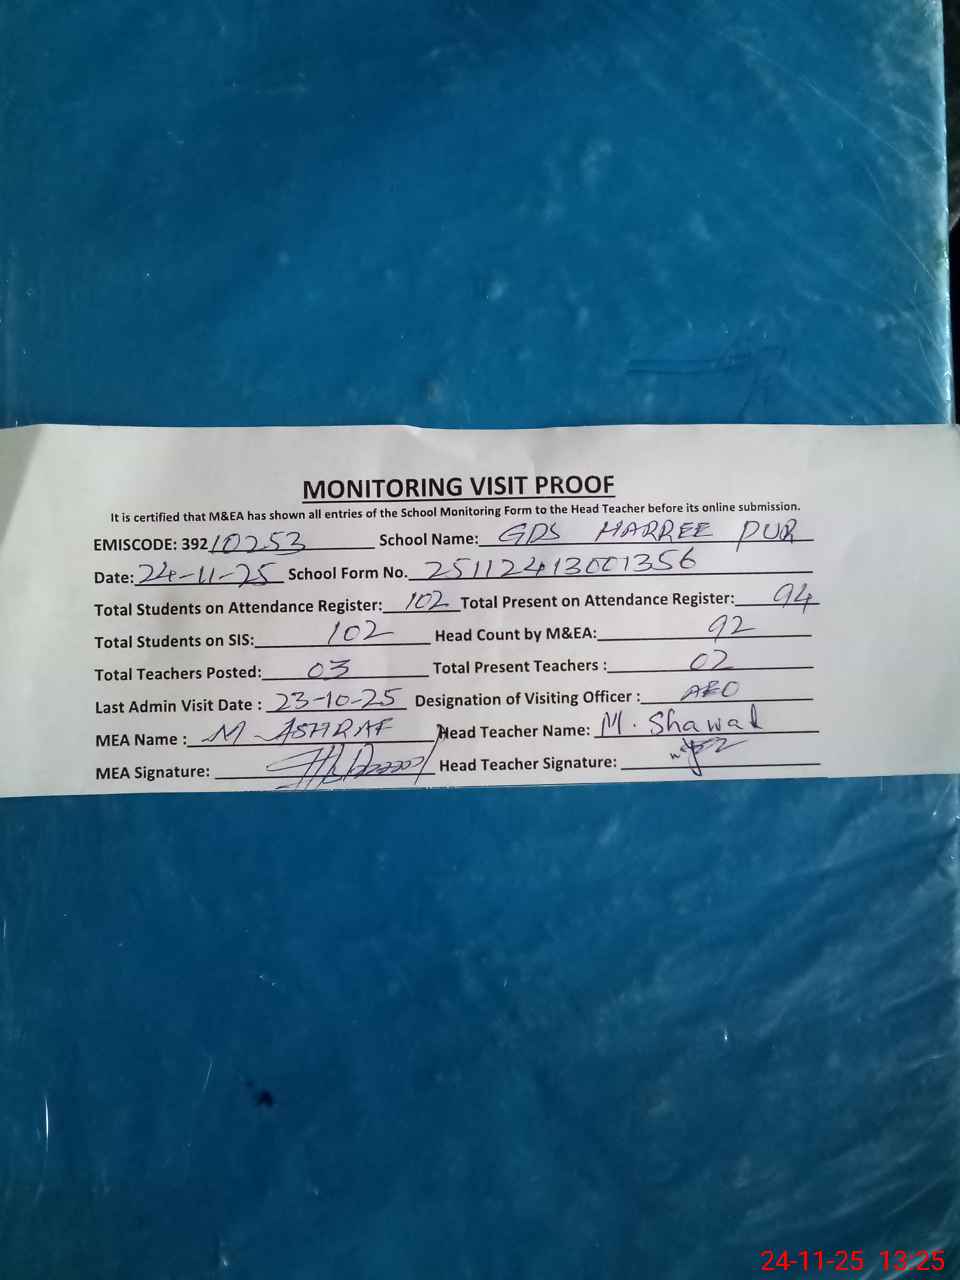 MONITORING VISIT PROOF
It is certified that M&EA has shown all entries of the School Monitoring Form to the Head Teacher before its online submission.
EMISCODE: 39210253 School Name: GPS HARREE PUR
Date: 24-11-25 School Form No. 25112413001356
Total Students on Attendance Register: 102 Total Present on Attendance Register: 94
Total Students on SIS: 102 Head Count by M&EA: 92
Total Teachers Posted: 03 Total Present Teachers : 02
Last Admin Visit Date : 23-10-25 Designation of Visiting Officer : AEO
MEA Name : M ASHRAF Head Teacher Name: M. Shawal
MEA Signature: Head Teacher Signature:
24-11-25 13:25